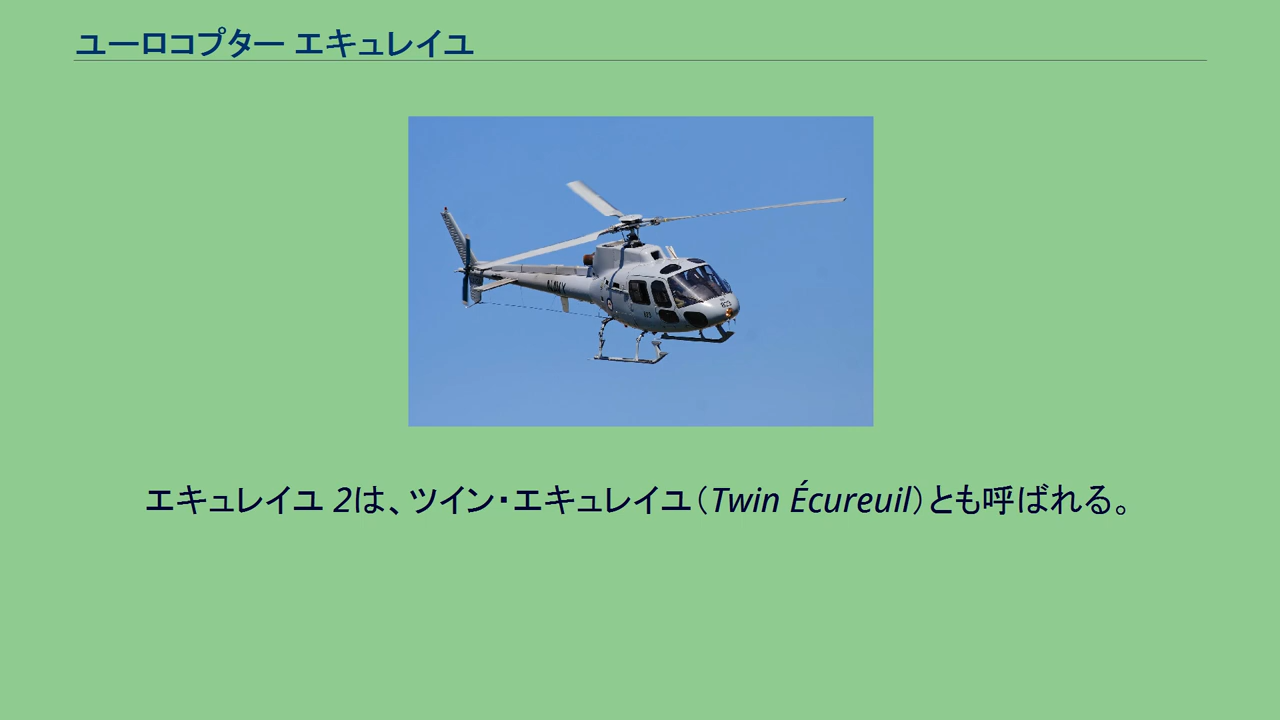 ユーロコプター エキュレイユ
NAVY
エキュレイユ 2は、ツイン・エキュレイユ（Twin Écureuil）とも呼ばれる。